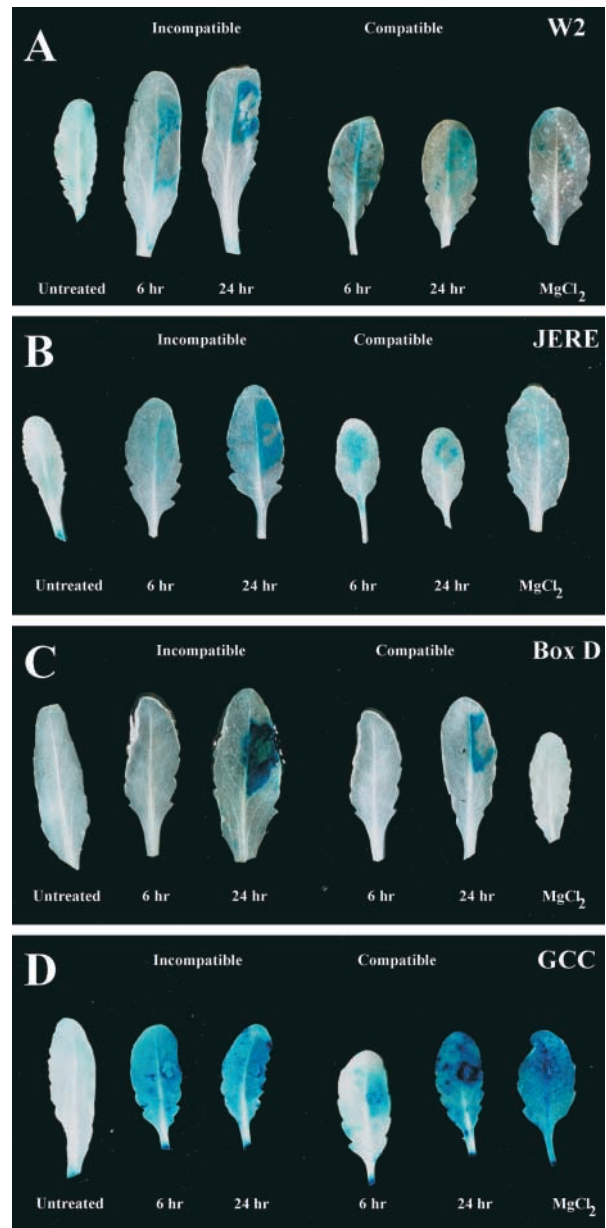 A Incompatible Compatible W2
Untreated 6 hr 24 hr 6 hr 24 hr MgCl2
B Incompatible Compatible JERE
Untreated 6 hr 24 hr 6 hr 24 hr MgCl2
C Incompatible Compatible Box D
Untreated 6 hr 24 hr 6 hr 24 hr MgCl2
D Incompatible Compatible GCC
Untreated 6 hr 24 hr 6 hr 24 hr MgCl2